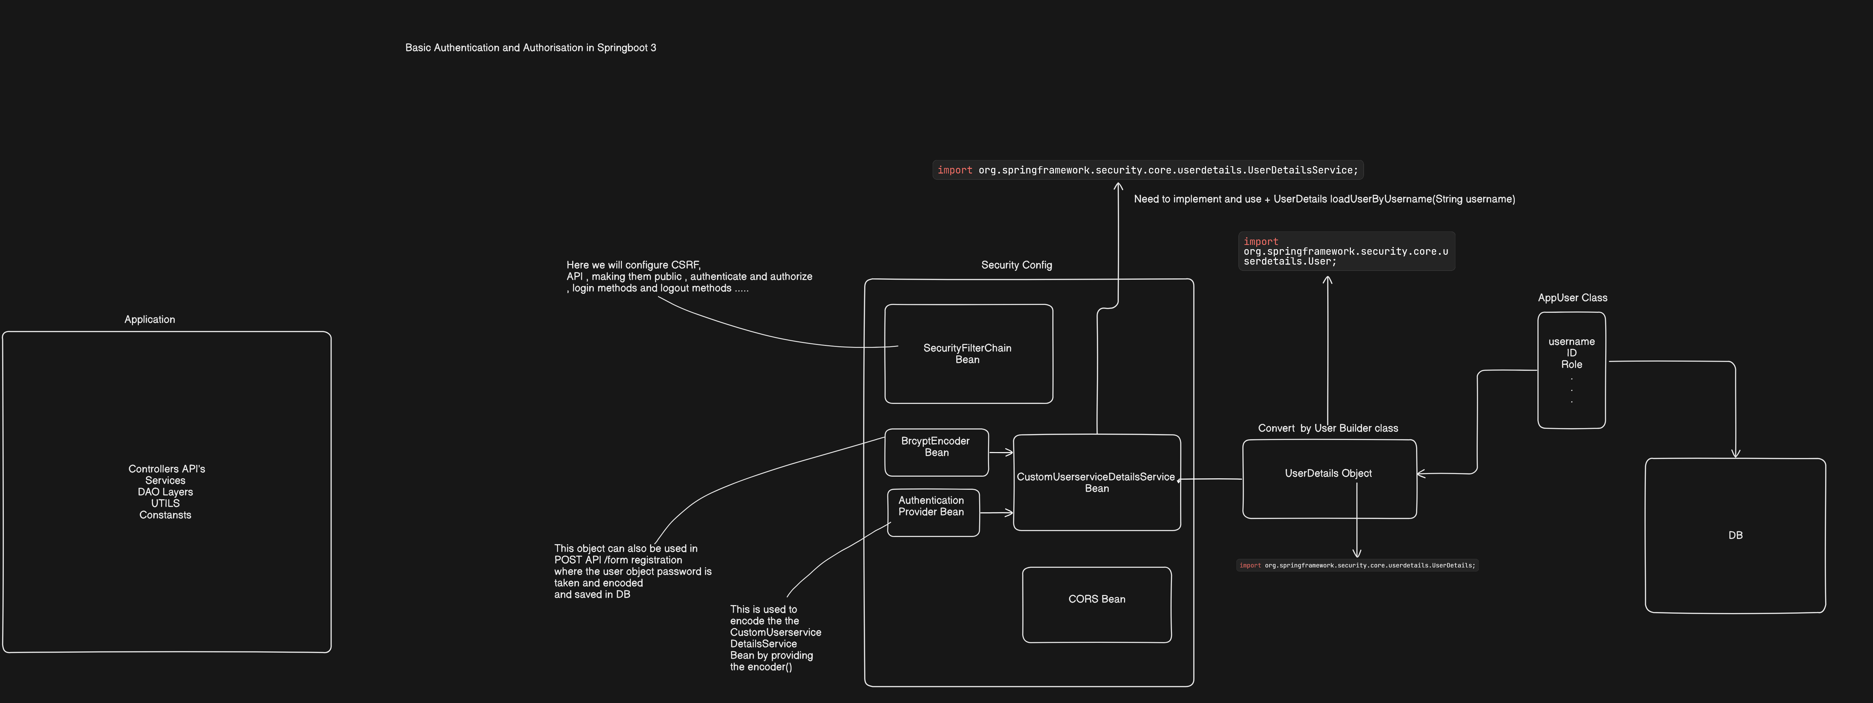 Basic Authentication and Authorisation in Springboot 3
import org.springframework.security.core.userdetails.UserDetailsService;
Need to implement and use + UserDetails loadUserByUsername(String username)
import
org.springframework.security.core.u
serdetails.User;
Here we will configure CSRF,
API , making them public , authenticate and authorize
, login methods and logout methods .....
Security Config
AppUser Class
Application
username
ID
Role
.
.
.
SecurityFilterChain
Bean
Convert by User Builder class
BrcyptEncoder
Bean
Controllers API's
Services
DAO Layers
UTILS
Constansts
CustomUserserviceDetailsService
Bean
UserDetails Object
Authentication
Provider Bean
DB
This object can also be used in
POST API /form registration
where the user object password is
taken and encoded
and saved in DB
import org.springframework.security.core.userdetails.UserDetails;
CORS Bean
This is used to
encode the the
CustomUserservice
DetailsService
Bean by providing
the encoder()